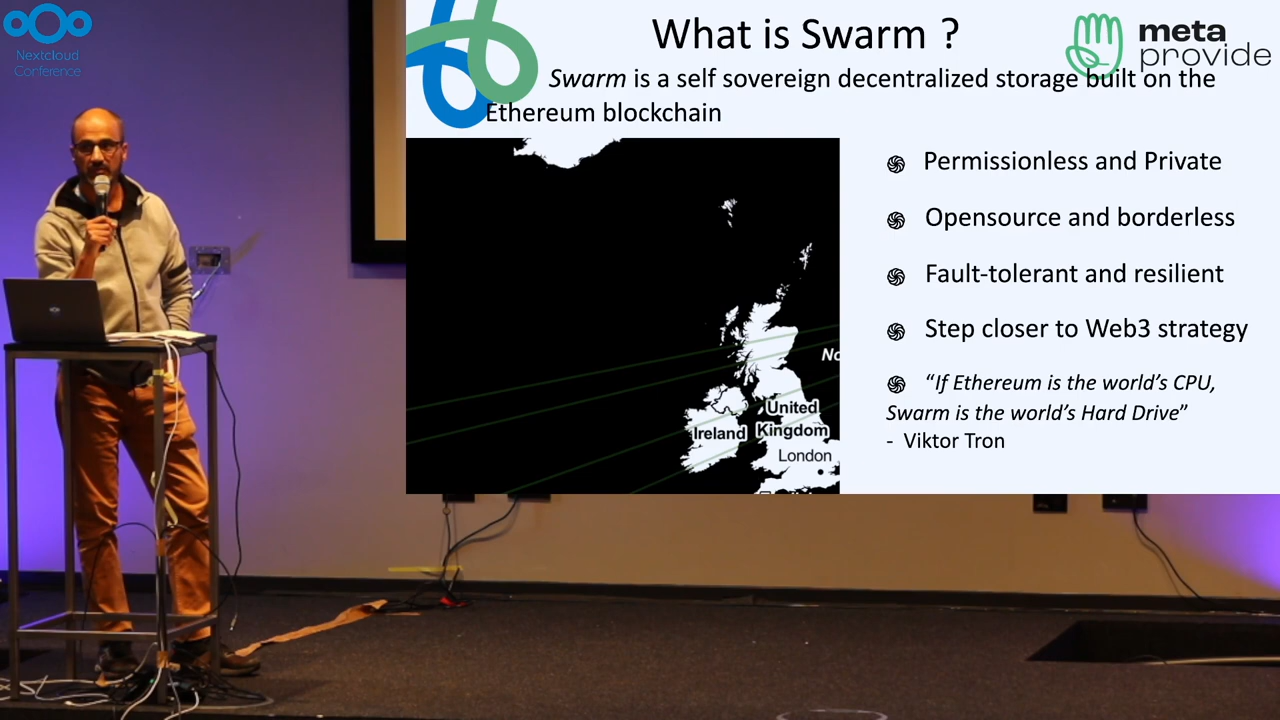 Nextcloud
Conference
What is Swarm ?
meta
provide
Swarm is a self sovereign decentralized storage built on the
Ethereum blockchain
Permissionless and Private
Opensource and borderless
Fault-tolerant and resilient
Step closer to Web3 strategy
“If Ethereum is the world’s CPU,
Swarm is the world’s Hard Drive”
- Viktor Tron
No
United
Kingdom
Ireland
London